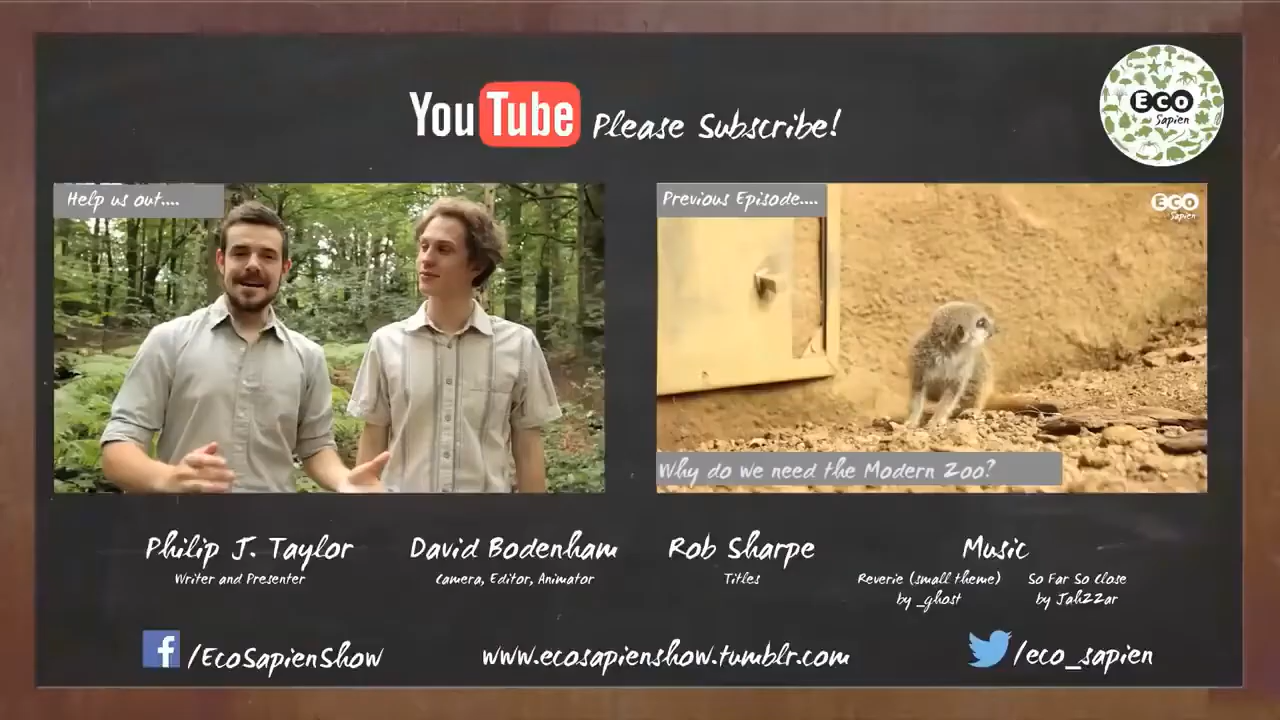 YouTube Please Subscribe!
ECO
Sapien
Help us out....
Previous Episode....
ECO
Sapien
Why do we need the Modern Zoo?
Philip J. Taylor
Writer and Presenter
David Bodenham
Camera, Editor, Animator
Rob Sharpe
Titles
Music
Reverie (small theme)
by _ghost
So Far So Close
by Jahzzar
/EcoSapienShow
www.ecosapienshow.tumblr.com
/eco_sapien